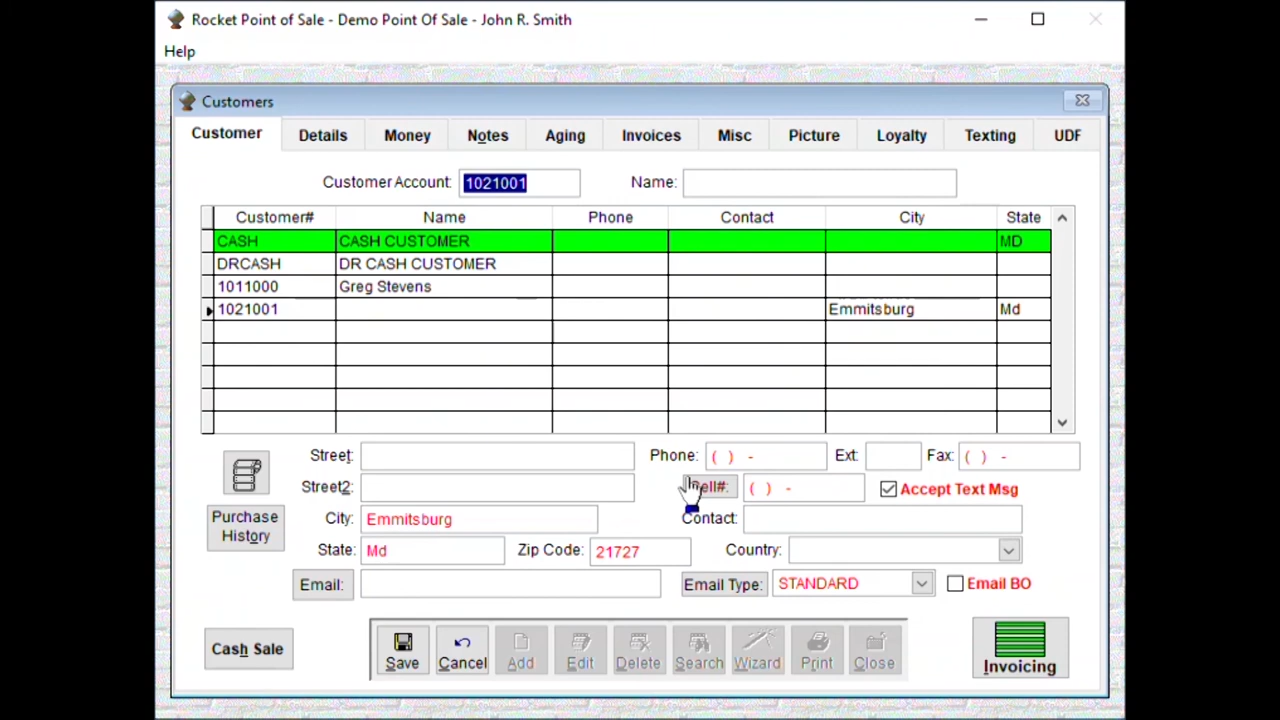 Rocket Point of Sale - Demo Point Of Sale - John R. Smith
Help
Customers
Customer Details Money Notes Aging Invoices Misc Picture Loyalty Texting UDF
Customer Account: 1021001 Name:
Customer# Name Phone Contact City State
CASH CASH CUSTOMER MD
DRCASH DR CASH CUSTOMER
1011000 Greg Stevens
1021001 Emmitsburg Md
Street: Phone: ( ) - Ext: Fax: ( ) -
Street2: Cell#: ( ) - Accept Text Msg
Purchase History
City: Emmitsburg Contact:
State: Md Zip Code: 21727 Country:
Email: Email Type: STANDARD Email BO
Cash Sale Save Cancel Add Edit Delete Search Wizard Print Close Invoicing